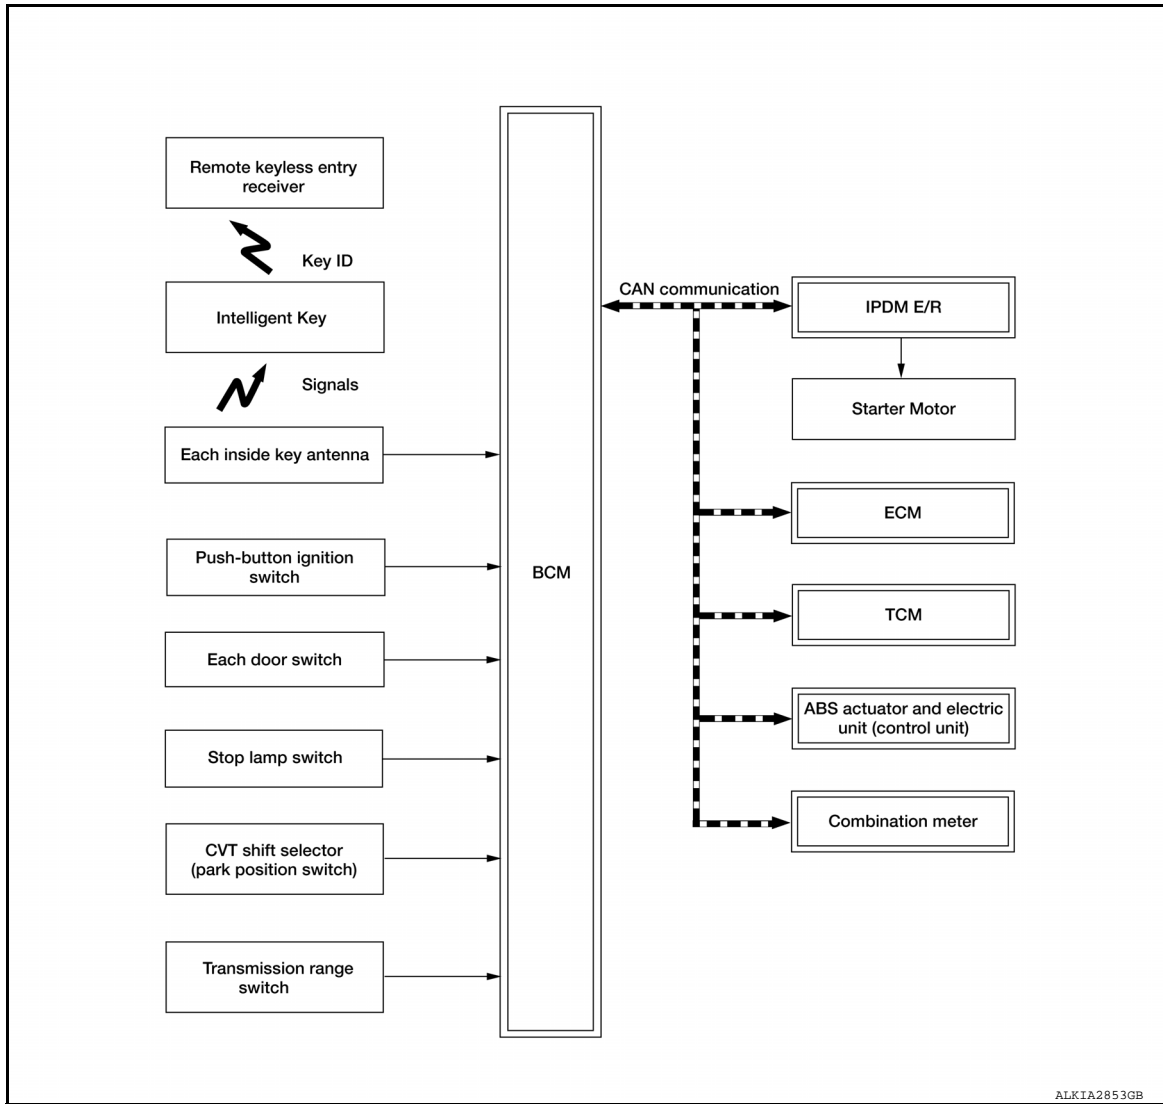 Remote keyless entry
receiver
Key ID
Intelligent Key
Signals
Each inside key antenna
Push-button ignition
switch
Each door switch
Stop lamp switch
CVT shift selector
(park position switch)
Transmission range
switch
BCM
CAN communication
IPDM E/R
Starter Motor
ECM
TCM
ABS actuator and electric
unit (control unit)
Combination meter
ALKIA2853GB